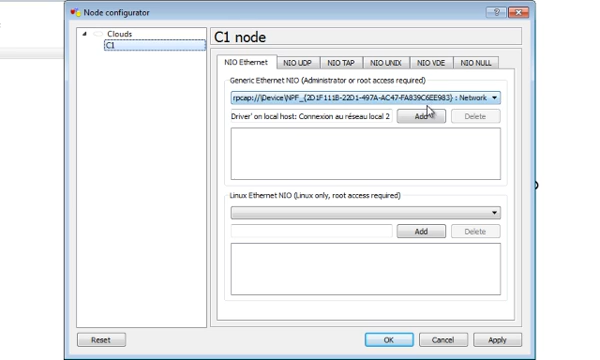 Node configurator
Clouds
C1
C1 node
NIO Ethernet
NIO UDP
NIO TAP
NIO UNIX
NIO VDE
NIO NULL
Generic Ethernet NIO (Administrator or root access required)
rpcap://\Device\NPF_{2D1F111B-22D1-497A-AC47-FA839C6EE983} : Network
Driver' on local host: Connexion au réseau local 2
Add
Delete
Linux Ethernet NIO (Linux only, root access required)
Add
Delete
Reset
OK
Cancel
Apply